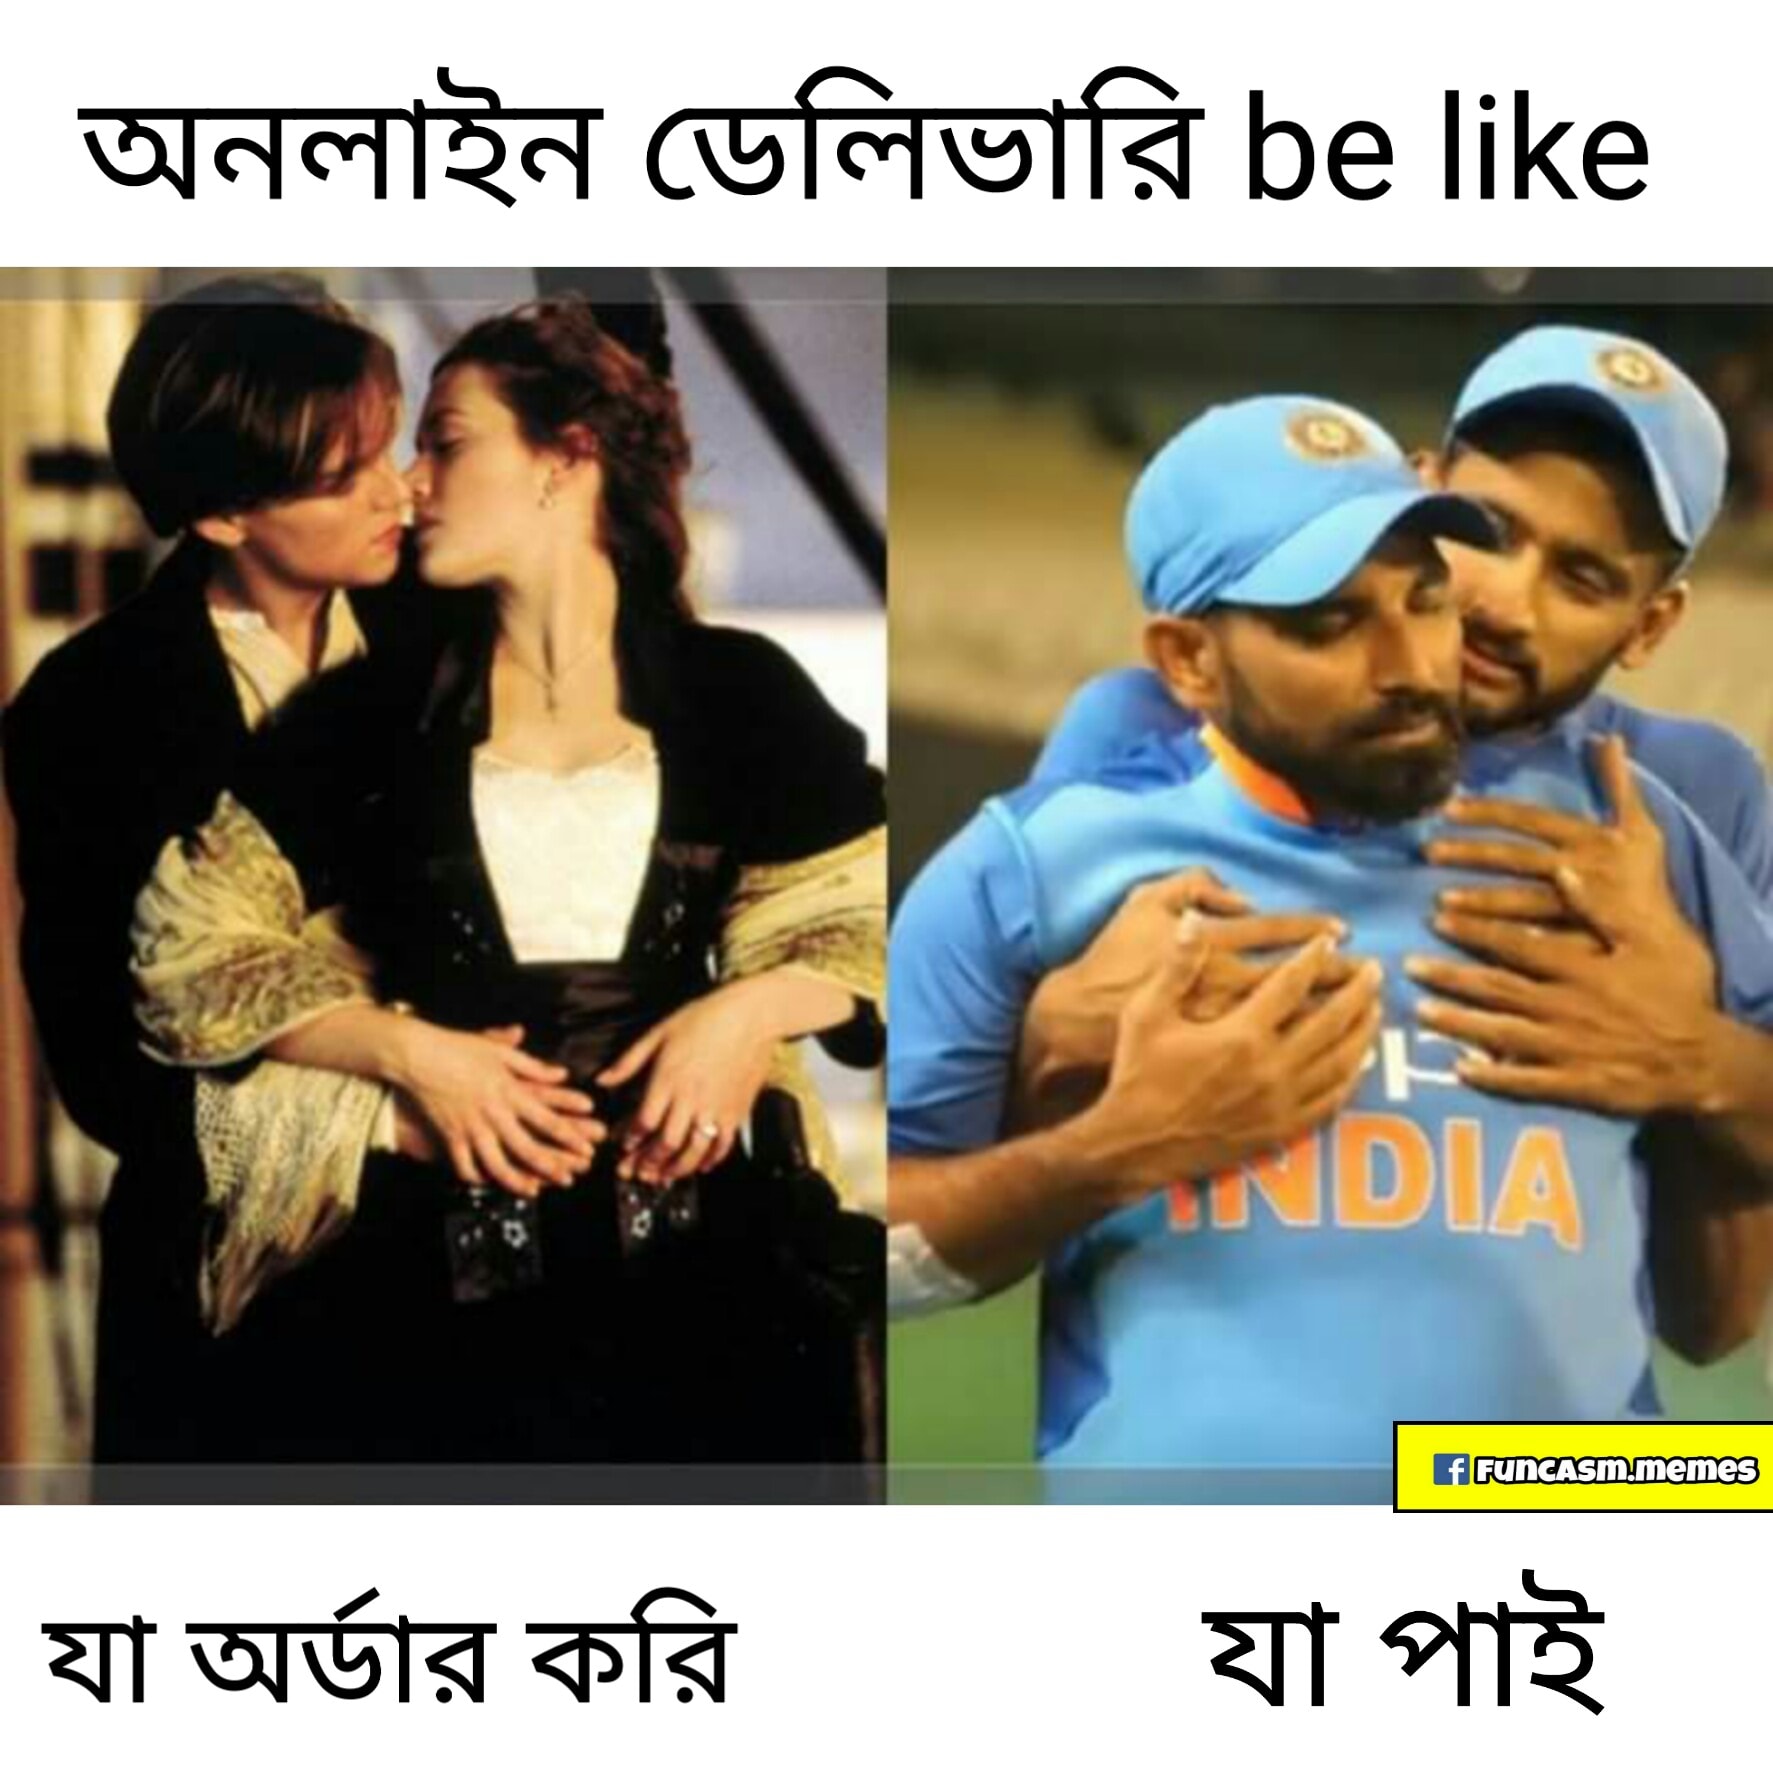 অনলাইন ডেলিভারি be like
INDIA
f Funcasm.memes
যা অর্ডার করি
যা পাই